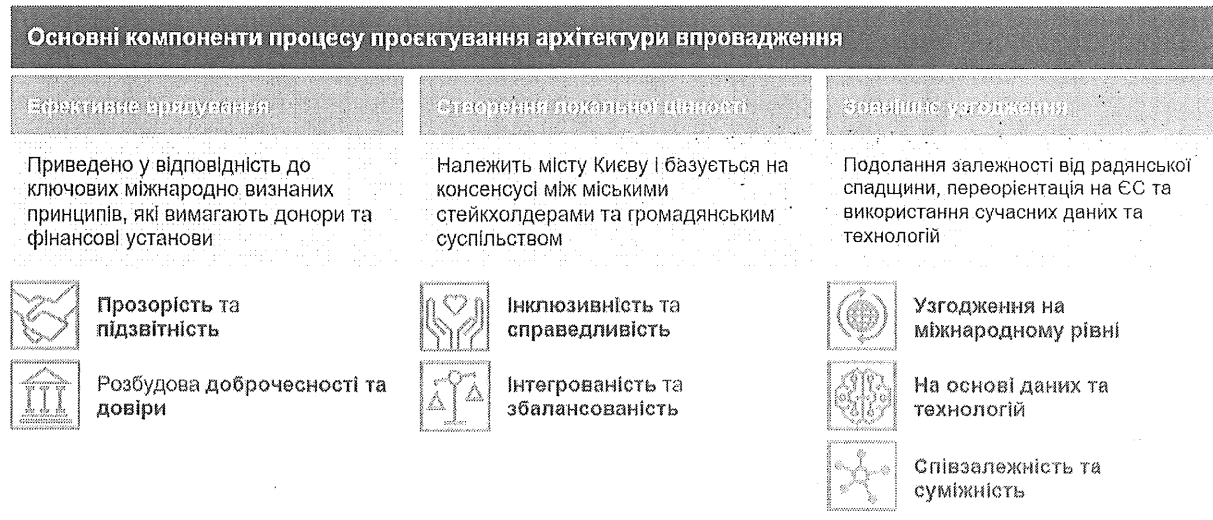 Основні компоненти процесу проєктування архітектури впровадження
Ефективне врядування
Приведено у відповідність до
ключових міжнародно визнаних
принципів, які вимагають донори та
фінансові установи
Прозорість та
підзвітність
Розбудова доброчесності та
довіри
Створення локальної цінності
Належить місту Києву і базується на
консенсусі між міськими
стейкхолдерами та громадянським
суспільством
Інклюзивність та
справедливість
Інтегрованість та
збалансованість
Зовнішнє узгодження
Подолання залежності від радянської
спадщини, переорієнтація на ЄС та
використання сучасних даних та
технологій
Узгодження на
міжнародному рівні
На основі даних та
технологій
Співзалежність та
суміжність